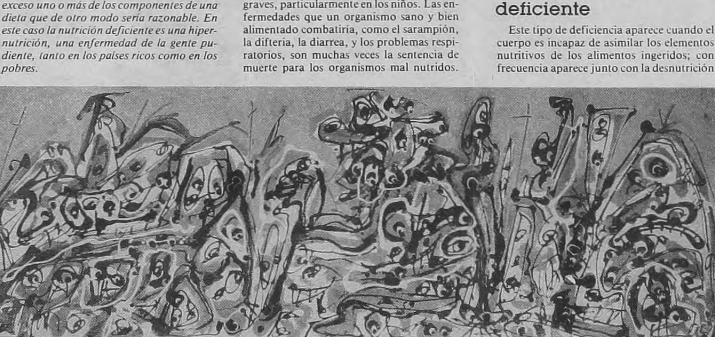 exceso uno o más de los componentes de una
dieta que de otro modo sería razonable. En
este caso la nutrición deficiente es una hiper-
nutrición, una enfermedad de la gente pu-
diente, tanto en los países ricos como en los
pobres.
graves, particularmente en los niños. Las en-
fermedades que un organismo sano y bien
alimentado combatiría, como el sarampión,
la difteria, la diarrea, y los problemas respi-
ratorios, son muchas veces la sentencia de
muerte para los organismos mal nutridos.
deficiente
Este tipo de deficiencia aparece cuando el
cuerpo es incapaz de asimilar los elementos
nutritivos de los alimentos ingeridos; con
frecuencia aparece junto con la desnutrición